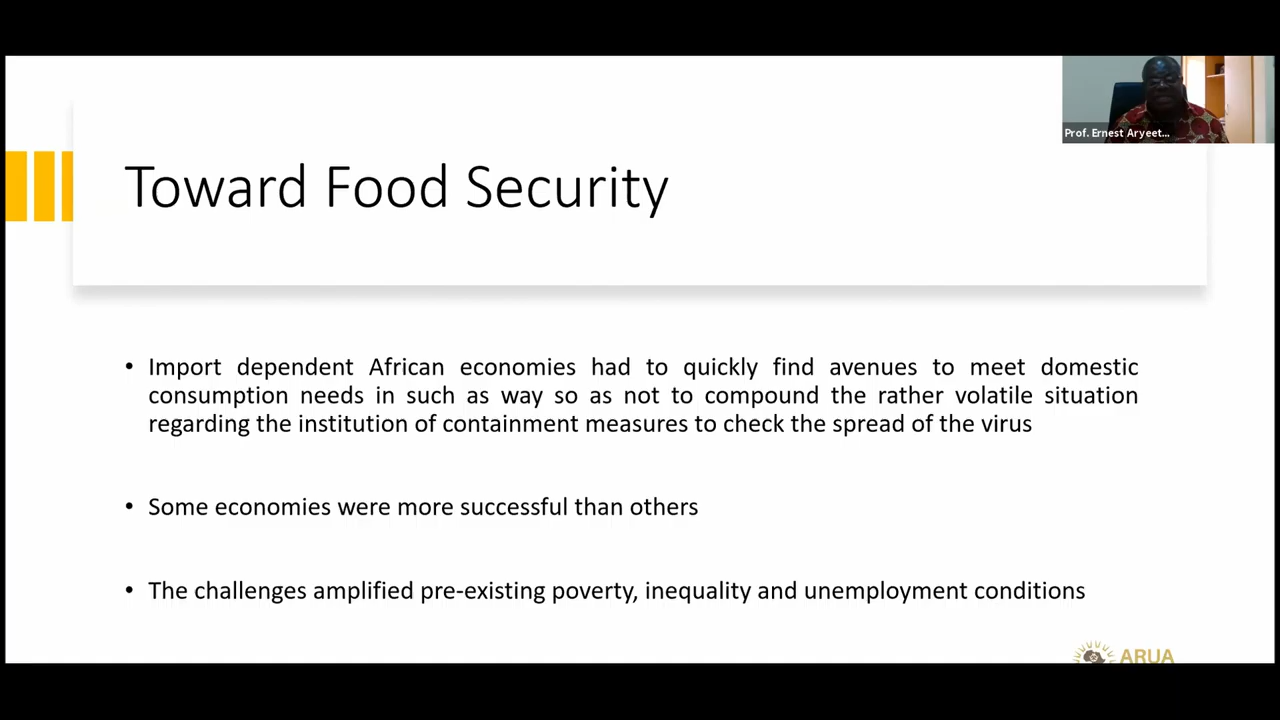 Prof. Ernest Aryeet...
Toward Food Security
• Import dependent African economies had to quickly find avenues to meet domestic
consumption needs in such as way so as not to compound the rather volatile situation
regarding the institution of containment measures to check the spread of the virus
• Some economies were more successful than others
• The challenges amplified pre-existing poverty, inequality and unemployment conditions
ARUA